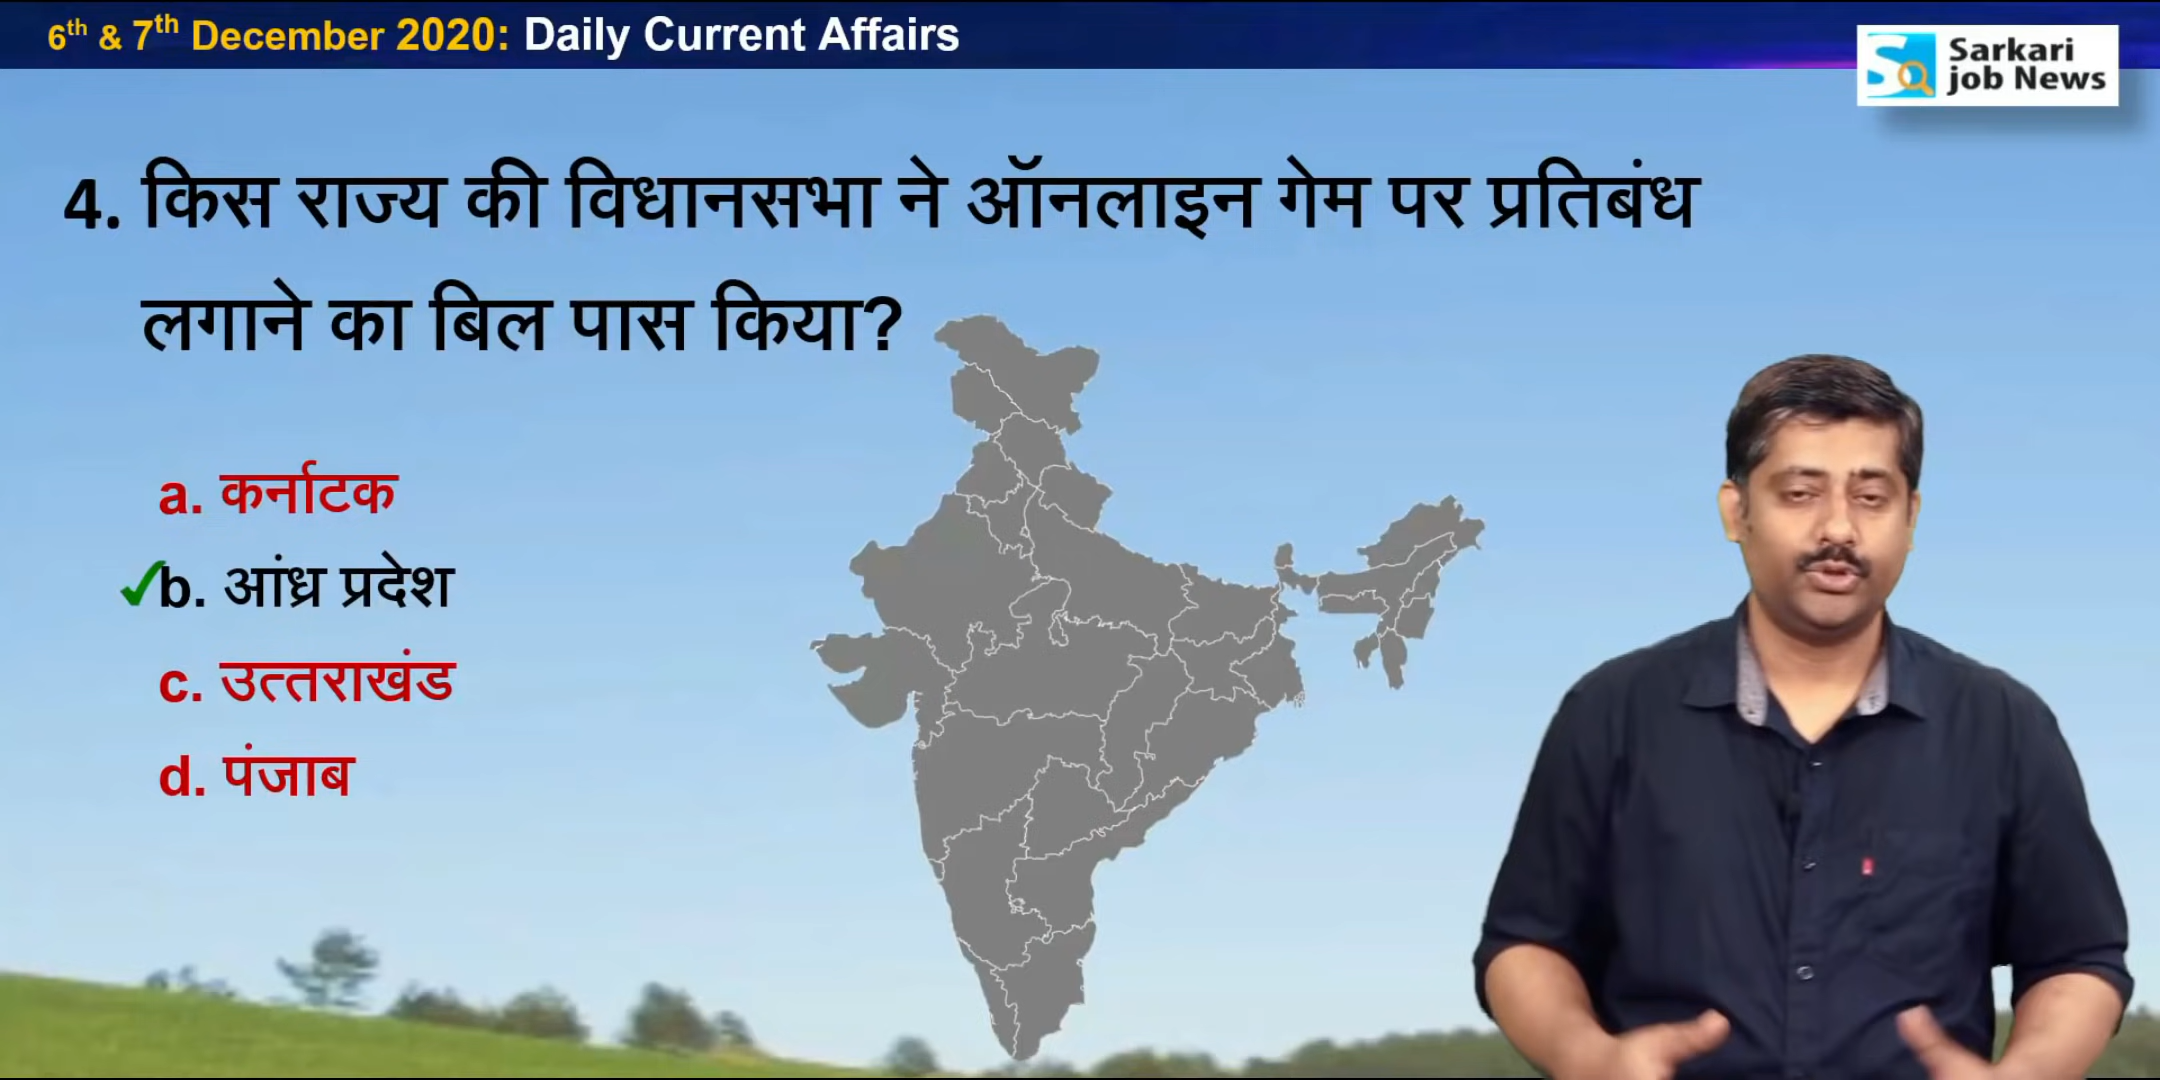 6th & 7th December 2020: Daily Current Affairs
Sarkari
job News
4. किस राज्य की विधानसभा ने ऑनलाइन गेम पर प्रतिबंध
लगाने का बिल पास किया?
a. कर्नाटक
b. आंध्र प्रदेश
c. उत्तराखंड
d. पंजाब